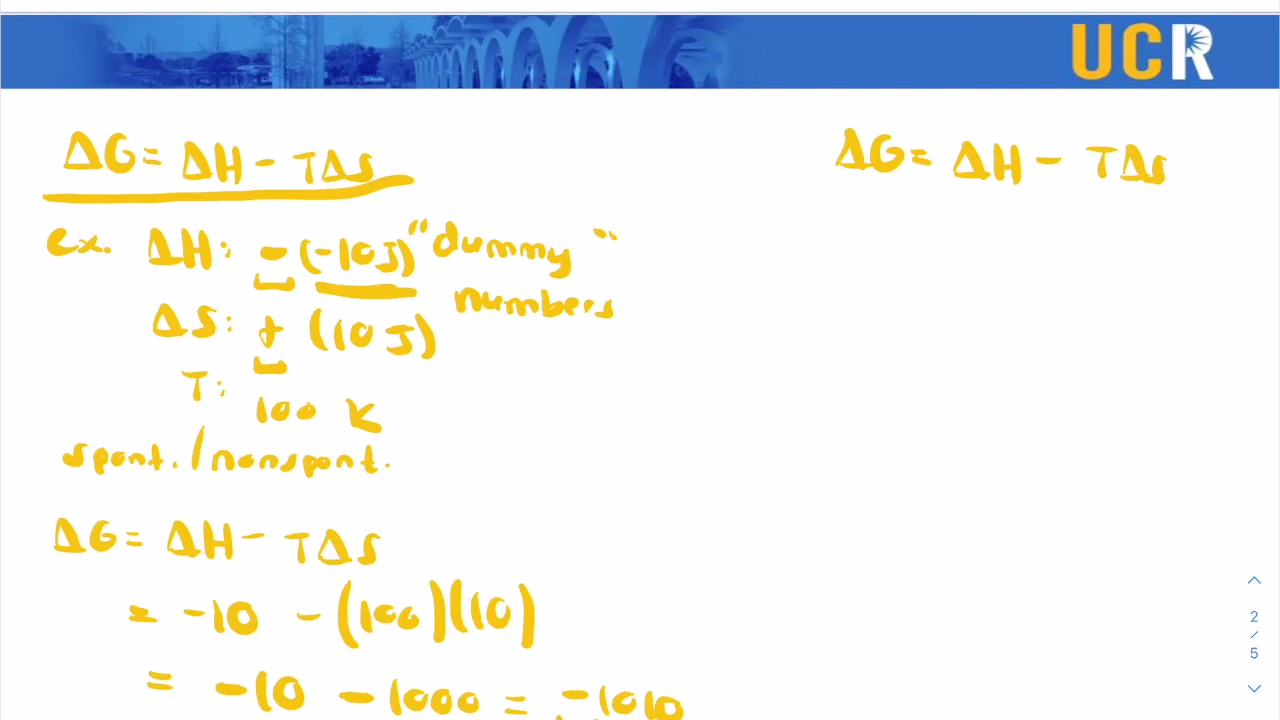 UCR
ΔG = ΔH - TΔS
ΔG = ΔH - TΔS
ex. ΔH: - (-10J) "dummy"
numbers
ΔS: + (10 J)
T: 100 K
spont. / nonspont.
ΔG = ΔH - TΔS
= -10 - (100)(10)
= -10 - 1000 = -1010
2
/
5